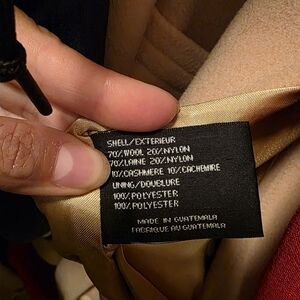 SHELL/EXTERIEUR
70% WOOL 20% NYLON
70% LAINE 20% NYLON
10% CASHMERE 10% CACHEMIRE
LINING/DOUBLURE
100% POLYESTER
100% POLYESTER
MADE IN GUATEMALA
FABRIQUE AU GUATEMALA